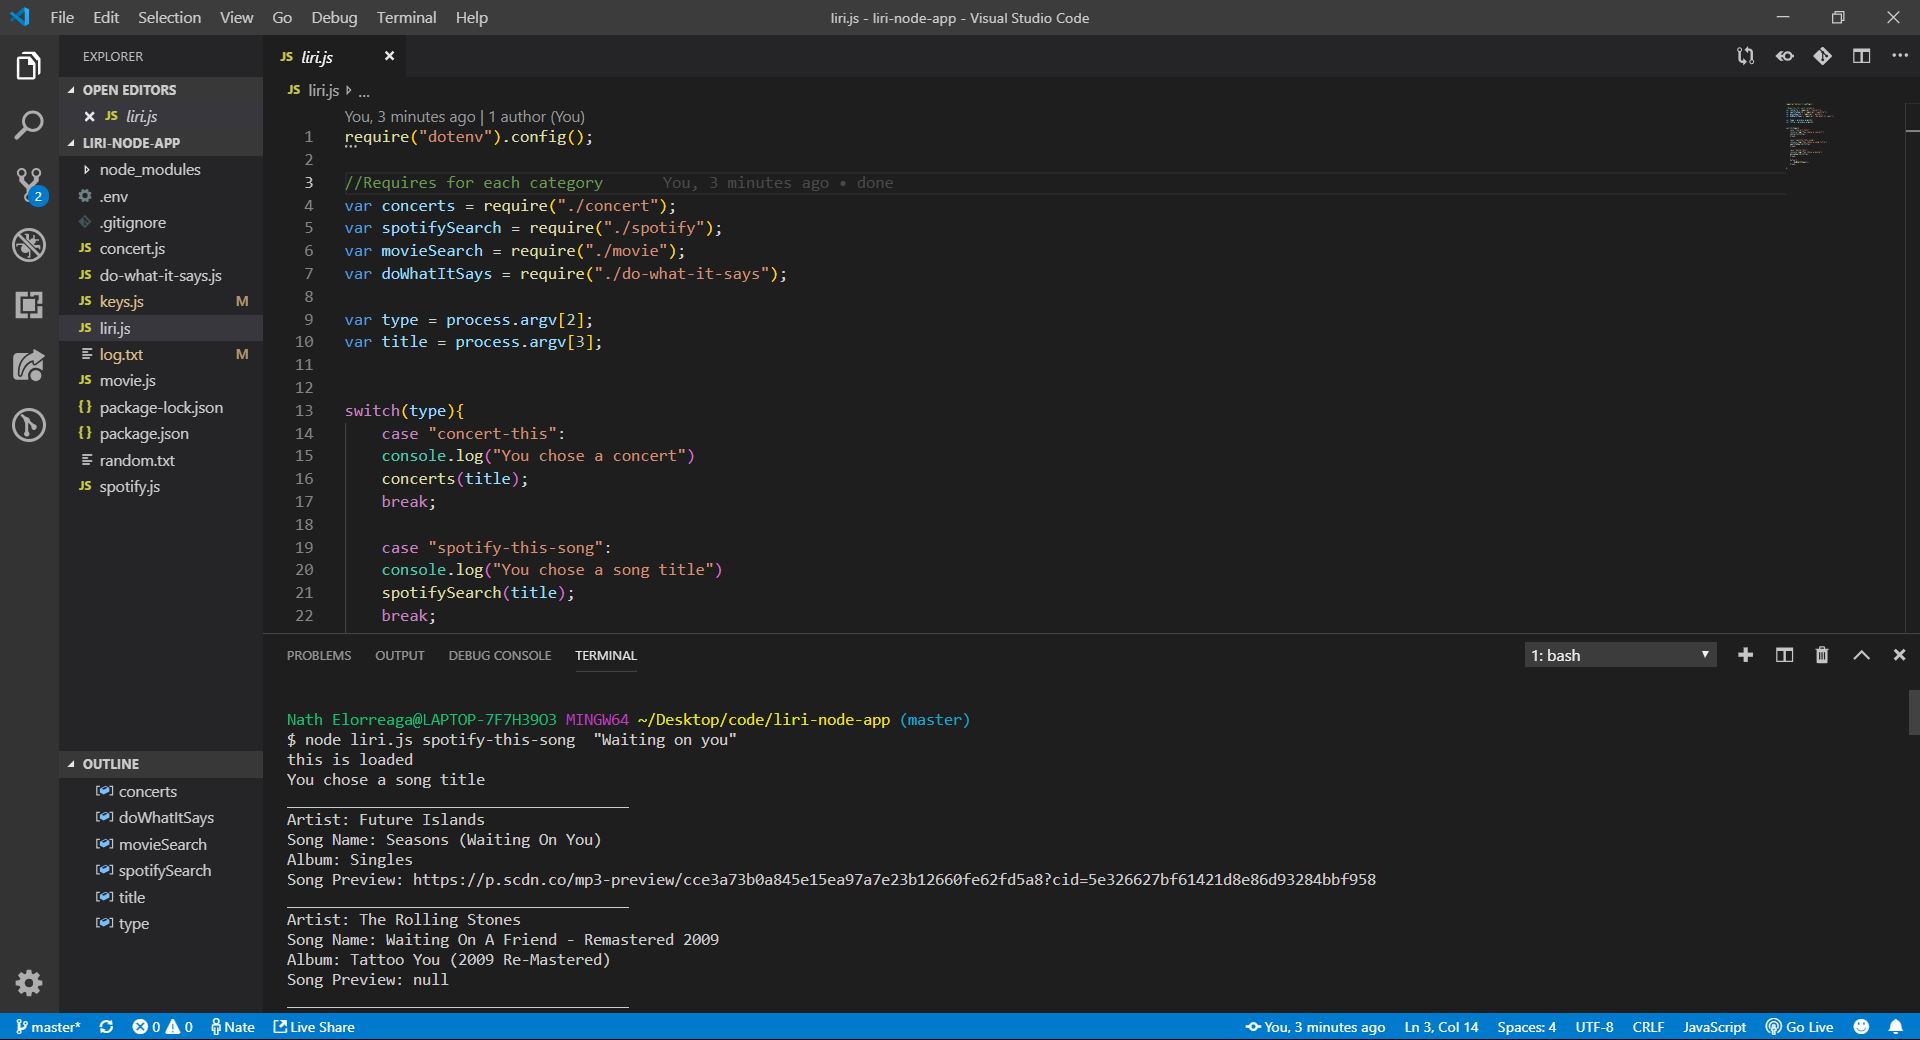 File Edit Selection View Go Debug Terminal Help
liri.js - liri-node-app - Visual Studio Code
EXPLORER
OPEN EDITORS
JS liri.js
LIRI-NODE-APP
node_modules
.env
.gitignore
JS concert.js
JS do-what-it-says.js
JS keys.js M
JS liri.js
log.txt M
JS movie.js
{} package-lock.json
{} package.json
random.txt
JS spotify.js
OUTLINE
concerts
doWhatItSays
movieSearch
spotifySearch
title
type
2
JS liri.js
JS liri.js ...
You, 3 minutes ago | 1 author (You)
1 require("dotenv").config();
2
3 //Requires for each category You, 3 minutes ago • done
4 var concerts = require("./concert");
5 var spotifySearch = require("./spotify");
6 var movieSearch = require("./movie");
7 var doWhatItSays = require("./do-what-it-says");
8
9 var type = process.argv[2];
10 var title = process.argv[3];
11
12
13 switch(type){
14 case "concert-this":
15 console.log("You chose a concert")
16 concerts(title);
17 break;
18
19 case "spotify-this-song":
20 console.log("You chose a song title")
21 spotifySearch(title);
22 break;
PROBLEMS OUTPUT DEBUG CONSOLE TERMINAL
1: bash
Nath Elorreaga@LAPTOP-7F7H39O3 MINGW64 ~/Desktop/code/liri-node-app (master)
$ node liri.js spotify-this-song "Waiting on you"
this is loaded
You chose a song title
______________________________________
Artist: Future Islands
Song Name: Seasons (Waiting On You)
Album: Singles
Song Preview: https://p.scdn.co/mp3-preview/cce3a73b0a845e15ea97a7e23b12660fe62fd5a8?cid=5e326627bf61421d8e86d93284bbf958
______________________________________
Artist: The Rolling Stones
Song Name: Waiting On A Friend - Remastered 2009
Album: Tattoo You (2009 Re-Mastered)
Song Preview: null
______________________________________
master* 0 0 Nate Live Share
You, 3 minutes ago Ln 3, Col 14 Spaces: 4 UTF-8 CRLF JavaScript Go Live